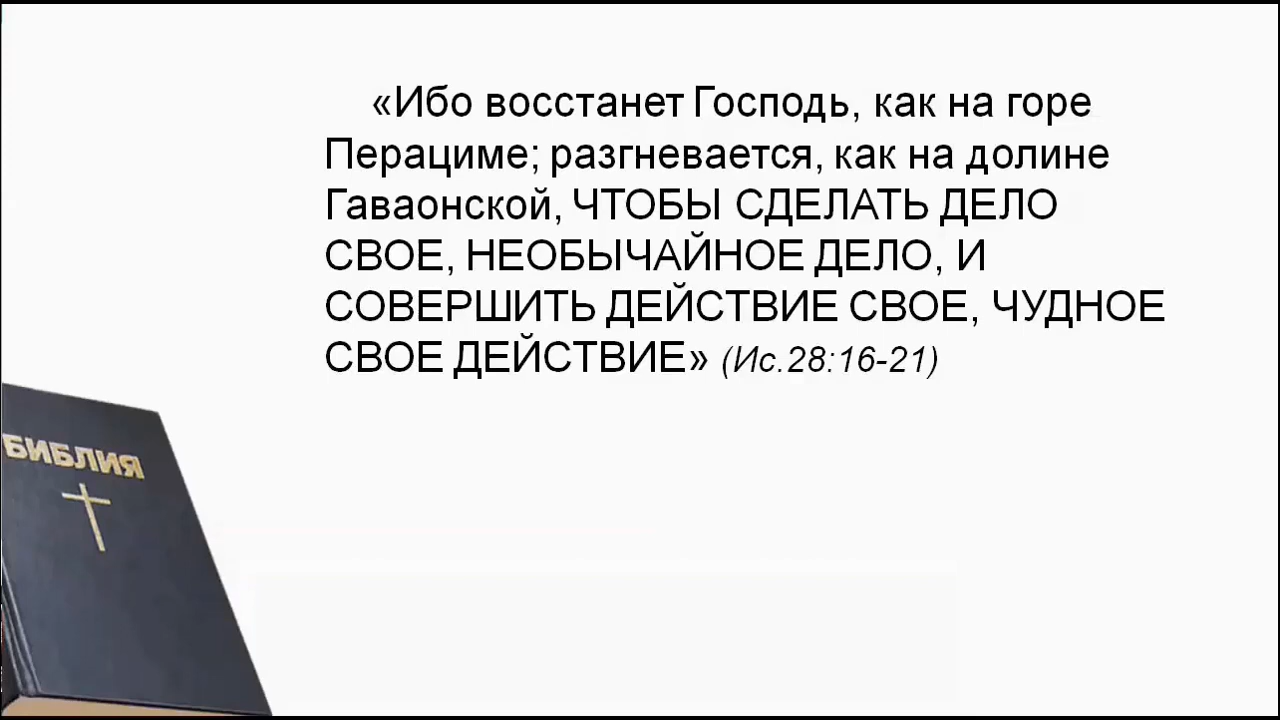 «Ибо восстанет Господь, как на горе
Перациме; разгневается, как на долине
Гаваонской, ЧТОБЫ СДЕЛАТЬ ДЕЛО
СВОЕ, НЕОБЫЧАЙНОЕ ДЕЛО, И
СОВЕРШИТЬ ДЕЙСТВИЕ СВОЕ, ЧУДНОЕ
СВОЕ ДЕЙСТВИЕ» (Ис.28:16-21)
БИБЛИЯ